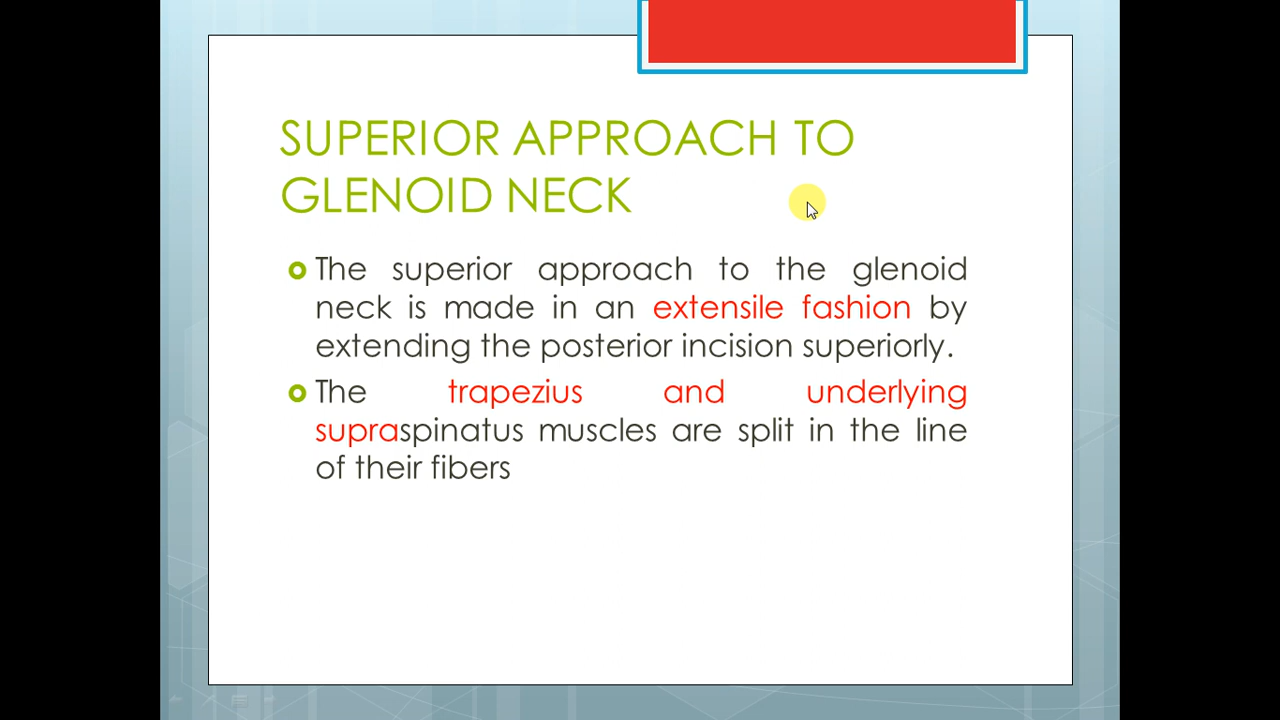 SUPERIOR APPROACH TO
GLENOID NECK
The superior approach to the glenoid
neck is made in an extensile fashion by
extending the posterior incision superiorly.
The trapezius and underlying
supraspinatus muscles are split in the line
of their fibers